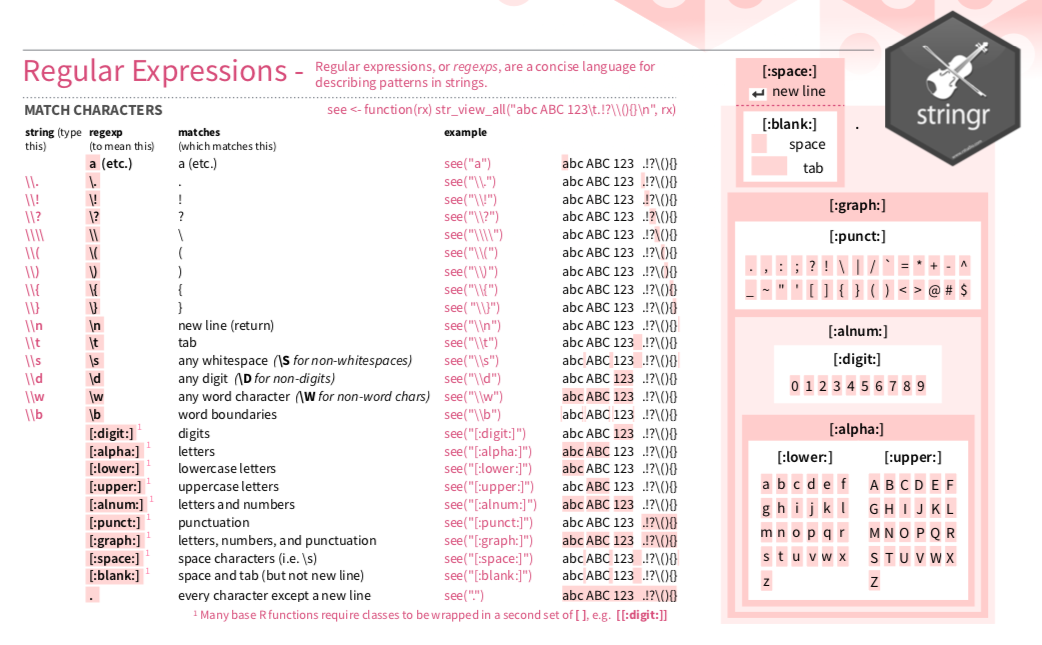 Regular Expressions - Regular expressions, or regexps, are a concise language for
describing patterns in strings.
MATCH CHARACTERS see <- function(rx) str_view_all("abc ABC 123\t.!?\\(){}\n", rx)
string (type this) regexp (to mean this) matches (which matches this) example
a (etc.) a (etc.) see("a") abc ABC 123 .!?\(){}
\\. \. . see("\\.") abc ABC 123 .!?\(){}
\\! \! ! see("\\!") abc ABC 123 .!?\(){}
\\? \? ? see("\\?") abc ABC 123 .!?\(){}
\\\\ \\ \ see("\\\\") abc ABC 123 .!?\(){}
\\( \( ( see("\\(") abc ABC 123 .!?\(){}
\\) \) ) see("\\)") abc ABC 123 .!?\(){}
\\{ \{ { see("\\{") abc ABC 123 .!?\(){}
\\} \} } see( "\\}") abc ABC 123 .!?\(){}
\\n \n new line (return) see("\\n") abc ABC 123 .!?\(){}
\\t \t tab see("\\t") abc ABC 123 .!?\(){}
\\s \s any whitespace (\S for non-whitespaces) see("\\s") abc ABC 123 .!?\(){}
\\d \d any digit (\D for non-digits) see("\\d") abc ABC 123 .!?\(){}
\\w \w any word character (\W for non-word chars) see("\\w") abc ABC 123 .!?\(){}
\\b \b word boundaries see("\\b") abc ABC 123 .!?\(){}
[:digit:] 1 digits see("[:digit:]") abc ABC 123 .!?\(){}
[:alpha:] 1 letters see("[:alpha:]") abc ABC 123 .!?\(){}
[:lower:] 1 lowercase letters see("[:lower:]") abc ABC 123 .!?\(){}
[:upper:] 1 uppercase letters see("[:upper:]") abc ABC 123 .!?\(){}
[:alnum:] 1 letters and numbers see("[:alnum:]") abc ABC 123 .!?\(){}
[:punct:] 1 punctuation see("[:punct:]") abc ABC 123 .!?\(){}
[:graph:] 1 letters, numbers, and punctuation see("[:graph:]") abc ABC 123 .!?\(){}
[:space:] 1 space characters (i.e. \s) see("[:space:]") abc ABC 123 .!?\(){}
[:blank:] 1 space and tab (but not new line) see("[:blank:]") abc ABC 123 .!?\(){}
. every character except a new line see(".") abc ABC 123 .!?\(){}
1 Many base R functions require classes to be wrapped in a second set of [ ], e.g. [[:digit:]]
[:space:]
new line
[:blank:] .
space
tab
stringr
[:graph:]
[:punct:]
. , : ; ? ! \ | / ` = * + - ^
_ ~ " ' [ ] { } ( ) < > @ # $
[:alnum:]
[:digit:]
0 1 2 3 4 5 6 7 8 9
[:alpha:]
[:lower:] [:upper:]
a b c d e f A B C D E F
g h i j k l G H I J K L
m n o p q r M N O P Q R
s t u v w x S T U V W X
z Z